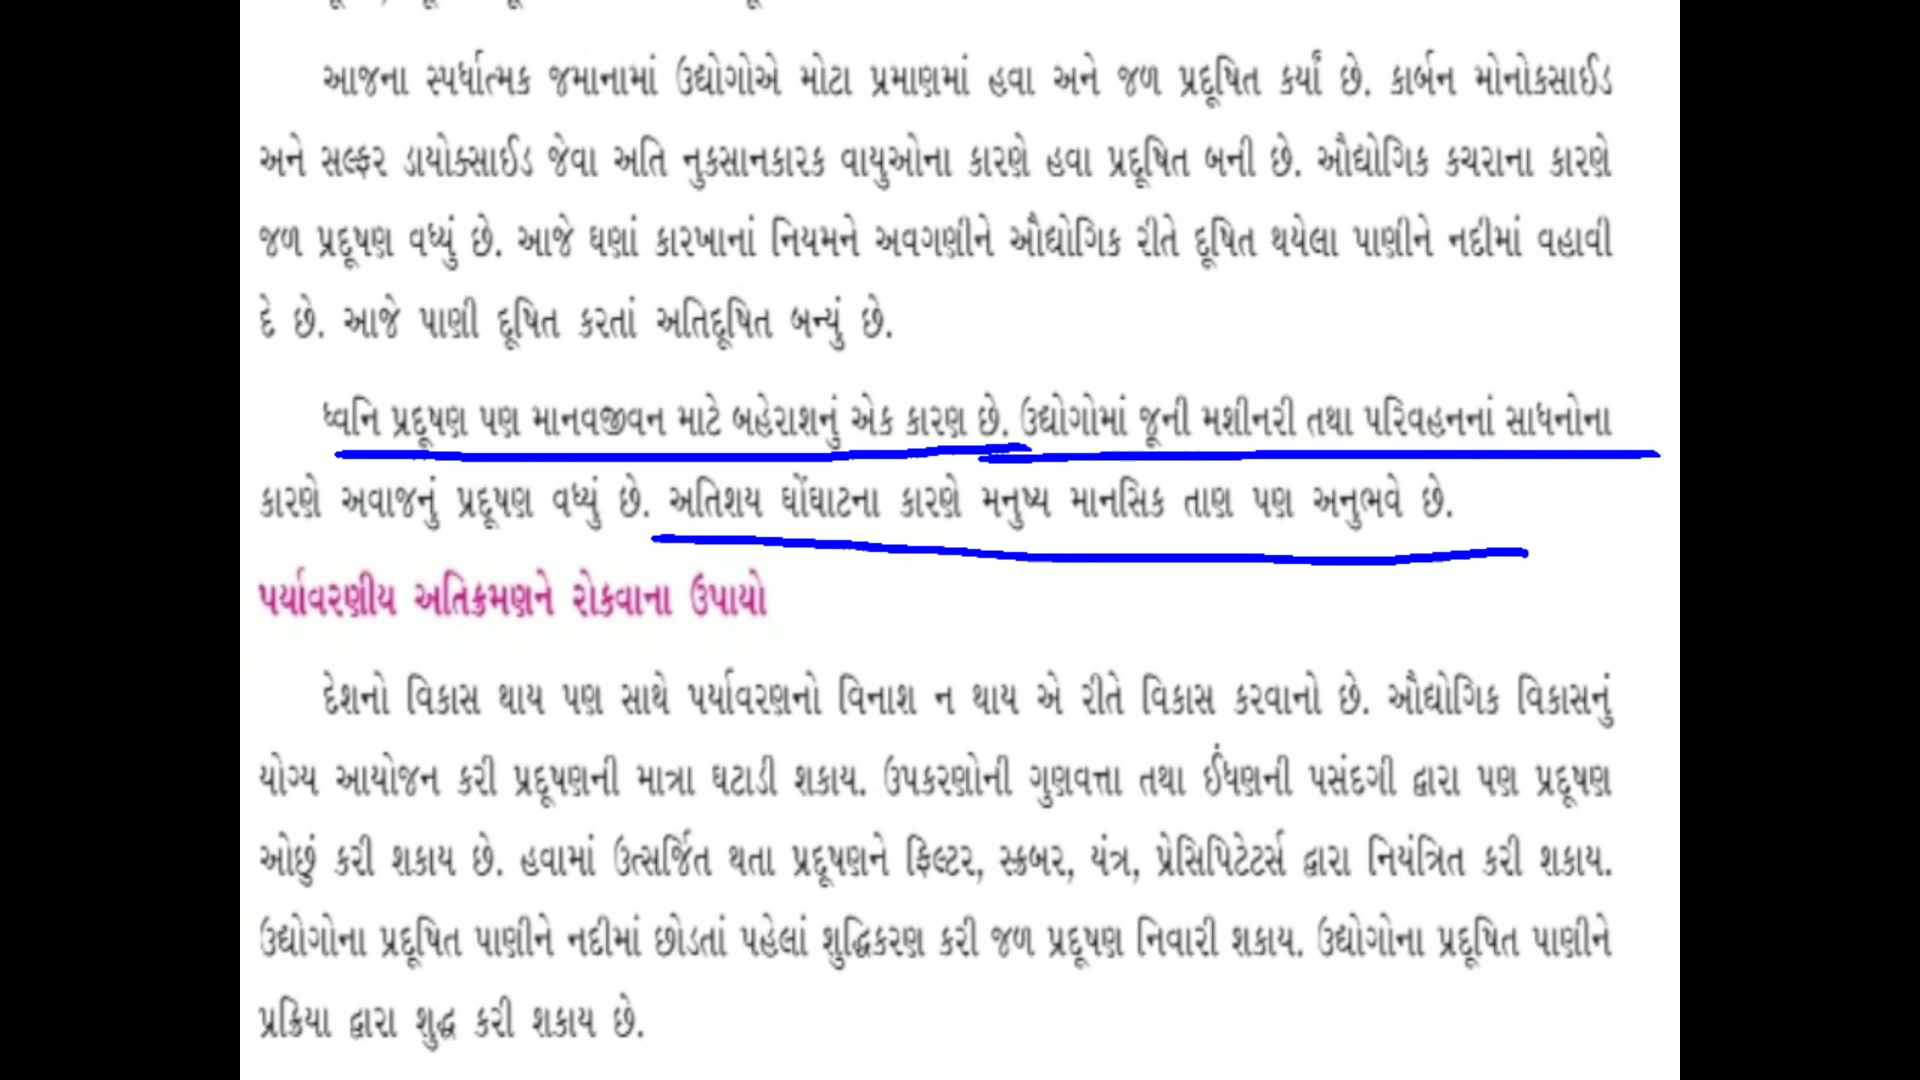 આજના સ્પર્ધાત્મક જમાનામાં ઉદ્યોગોએ મોટા પ્રમાણમાં હવા અને જળ પ્રદૂષિત કર્યાં છે. કાર્બન મોનોકસાઈડ
અને સલ્ફર ડાયોક્સાઈડ જેવા અતિ નુકસાનકારક વાયુઓના કારણે હવા પ્રદૂષિત બની છે. ઔદ્યોગિક કચરાના કારણે
જળ પ્રદૂષણ વધ્યું છે. આજે ઘણાં કારખાનાં નિયમને અવગણીને ઔદ્યોગિક રીતે દૂષિત થયેલા પાણીને નદીમાં વહાવી
દે છે. આજે પાણી દૂષિત કરતાં અતિદૂષિત બન્યું છે.
ધ્વનિ પ્રદૂષણ પણ માનવજીવન માટે બહેરાશનું એક કારણ છે. ઉદ્યોગોમાં જૂની મશીનરી તથા પરિવહનનાં સાધનોના
કારણે અવાજનું પ્રદૂષણ વધ્યું છે. અતિશય ઘોંઘાટના કારણે મનુષ્ય માનસિક તાણ પણ અનુભવે છે.
પર્યાવરણીય અતિક્રમણને રોકવાના ઉપાયો
દેશનો વિકાસ થાય પણ સાથે પર્યાવરણનો વિનાશ ન થાય એ રીતે વિકાસ કરવાનો છે. ઔદ્યોગિક વિકાસનું
યોગ્ય આયોજન કરી પ્રદૂષણની માત્રા ઘટાડી શકાય. ઉપકરણોની ગુણવત્તા તથા ઈંધણની પસંદગી દ્વારા પણ પ્રદૂષણ
ઓછું કરી શકાય છે. હવામાં ઉત્સર્જિત થતા પ્રદૂષણને ફિલ્ટર, સ્ક્રબર, યંત્ર, પ્રેસિપિટેટર્સ દ્વારા નિયંત્રિત કરી શકાય.
ઉદ્યોગોના પ્રદૂષિત પાણીને નદીમાં છોડતાં પહેલાં શુદ્ધિકરણ કરી જળ પ્રદૂષણ નિવારી શકાય. ઉદ્યોગોના પ્રદૂષિત પાણીને
પ્રક્રિયા દ્વારા શુદ્ધ કરી શકાય છે.